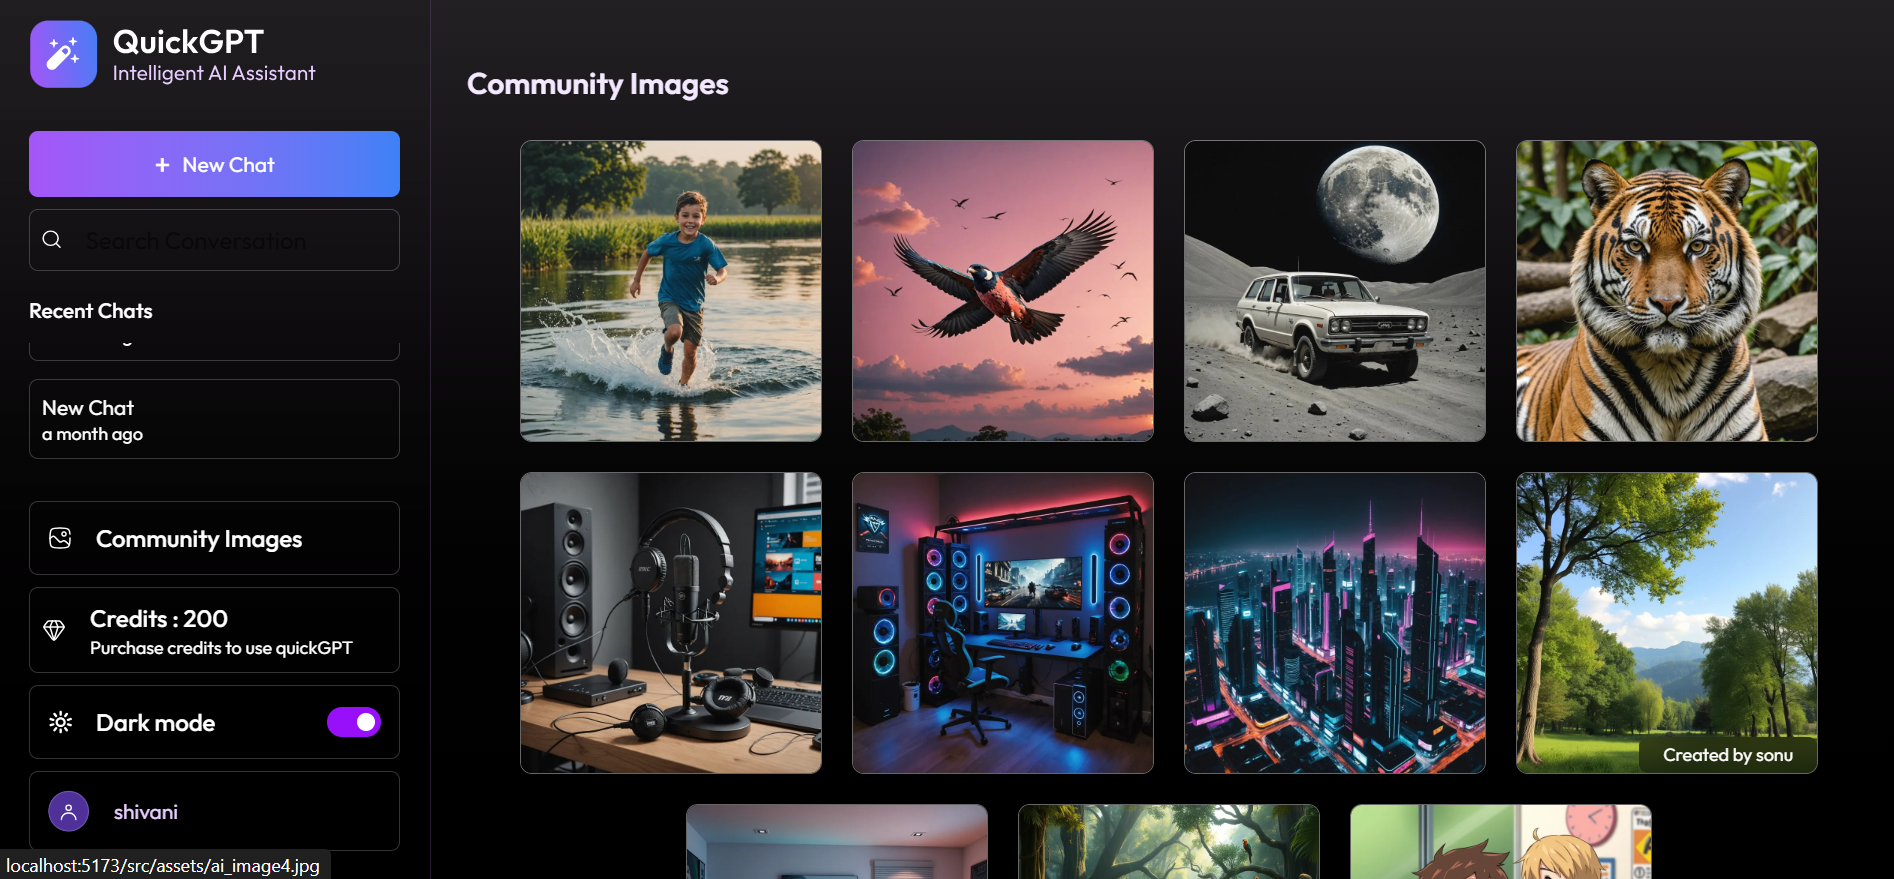 QuickGPT
Intelligent AI Assistant
+ New Chat
Search Conversation
Recent Chats
New Chat
a month ago
Community Images
Credits : 200
Purchase credits to use quickGPT
Dark mode
shivani
localhost:5173/src/assets/ai_image4.jpg
Community Images
Created by sonu